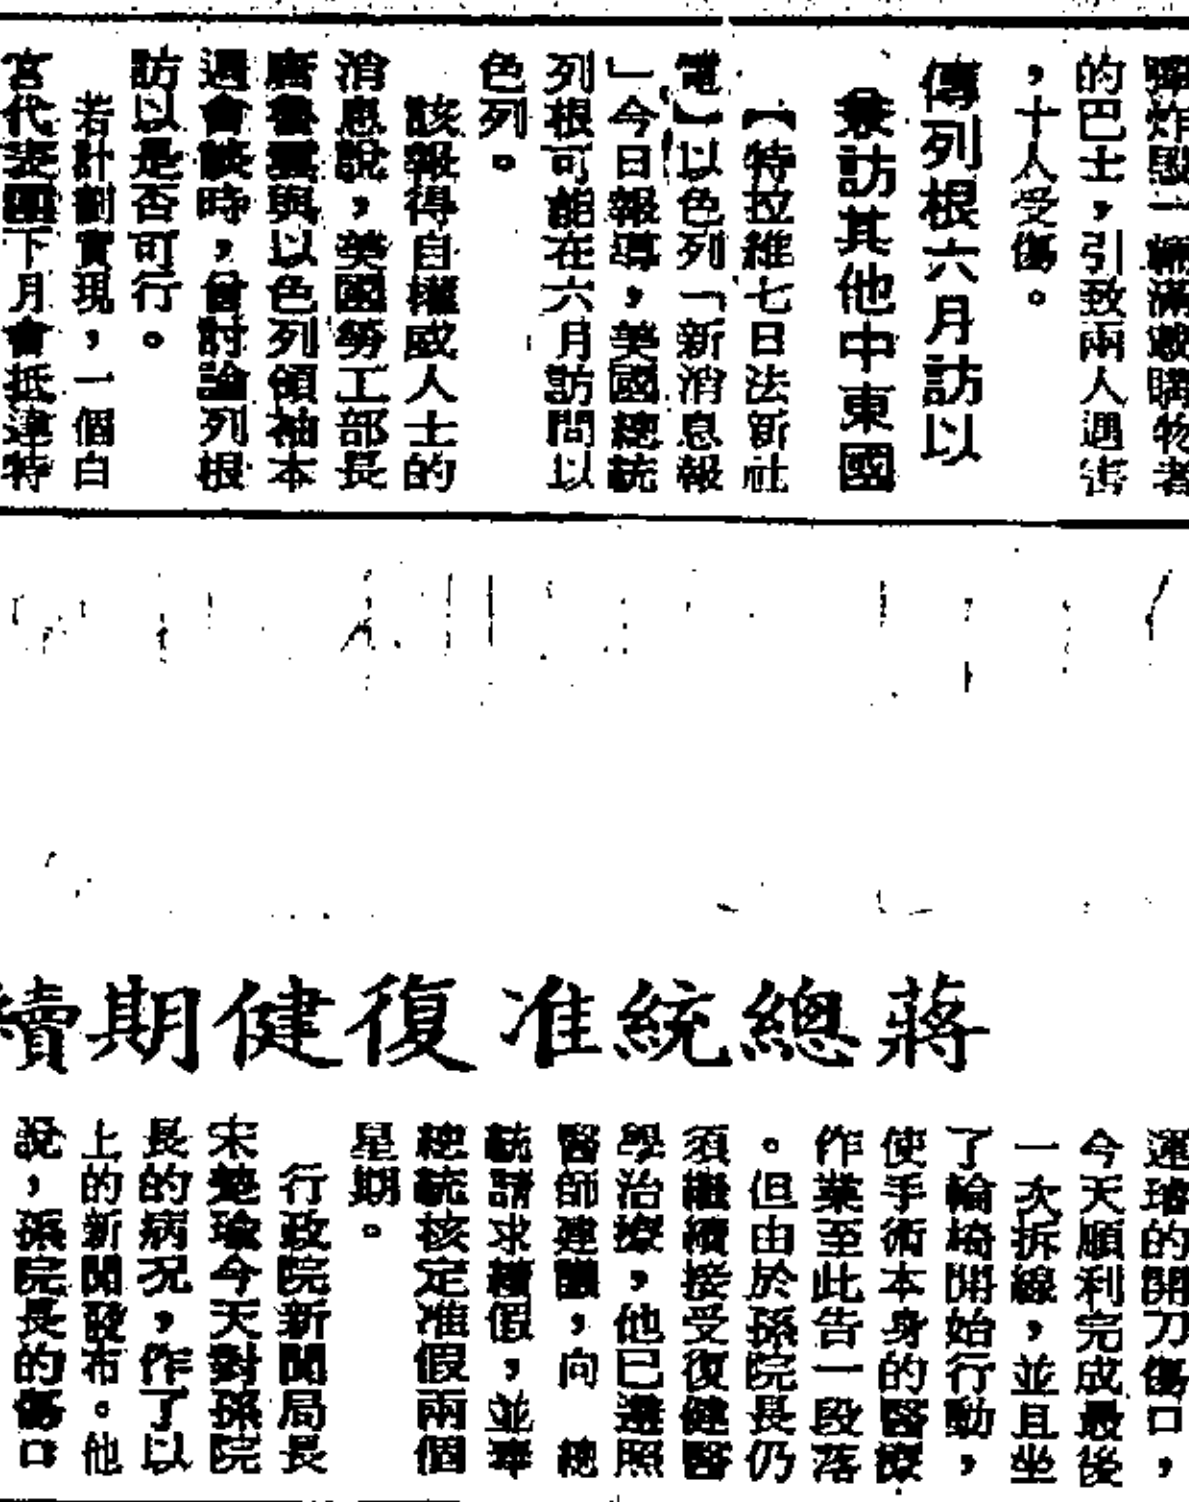 彈炸毀一輛滿載購物者
的巴士,引致兩人遇害
,十人受傷。
傳列根六月訪以
兼訪其他中東國
【特拉維七日法新社
電】以色列「新消息報
」今日報導,美國總統
列根可能在六月訪問以
色列。
該報得自權威人士的
消息說,美國勞工部長
與以色列領袖本
週會談時,曾討論列根
訪以是否可行。
若計劃實現,一個白
宮代表團下月會抵達特
蔣總統准復健期續
運璿的開刀傷口,
今天順利完成最後
一次拆線,並且坐
了輪椅開始行動,
使手術本身的醫療
作業至此告一段落
。但由於孫院長仍
須繼續接受復健醫
學治療,他已遵照
醫師建議,向 總
統請求續假,並奉
總統核定准假兩個
星期。
行政院新聞局長
宋楚瑜今天對孫院
長的病況,作了以
上的新聞發布。他
說,孫院長的傷口